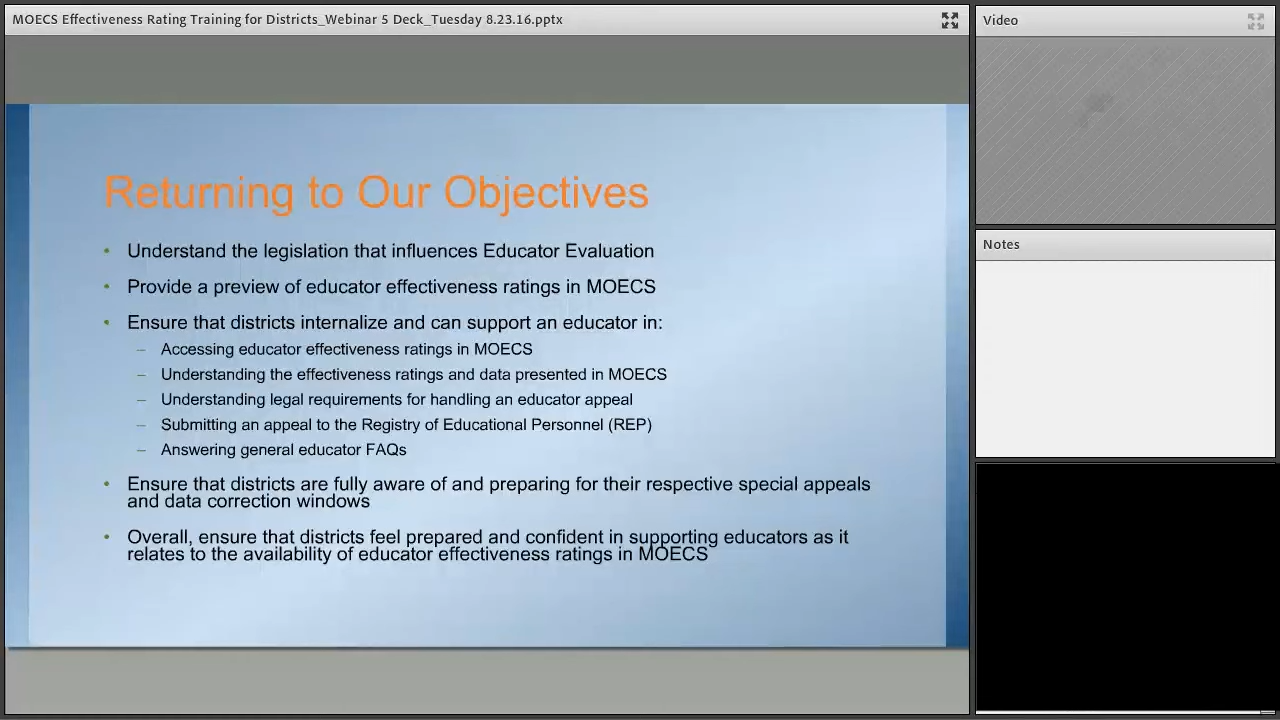 MOECS Effectiveness Rating Training for Districts_Webinar 5 Deck_Tuesday 8.23.16.pptx
Video
Notes
Returning to Our Objectives
• Understand the legislation that influences Educator Evaluation
• Provide a preview of educator effectiveness ratings in MOECS
• Ensure that districts internalize and can support an educator in:
– Accessing educator effectiveness ratings in MOECS
– Understanding the effectiveness ratings and data presented in MOECS
– Understanding legal requirements for handling an educator appeal
– Submitting an appeal to the Registry of Educational Personnel (REP)
– Answering general educator FAQs
• Ensure that districts are fully aware of and preparing for their respective special appeals
and data correction windows
• Overall, ensure that districts feel prepared and confident in supporting educators as it
relates to the availability of educator effectiveness ratings in MOECS